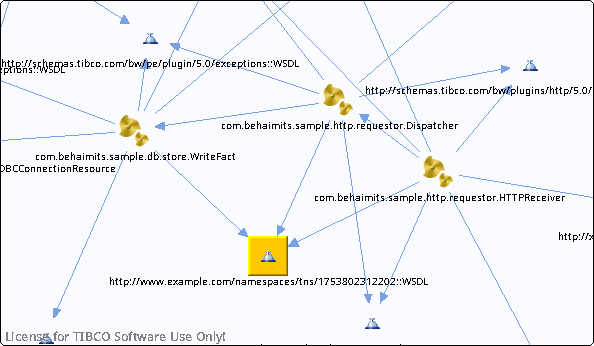 http://schemas.tibco.com/bw/pe/plugin/5.0/exceptions::WSDL
eptions::WSDL
http://schemas.tibco.com/bw/plugins/http/5.0/
com.behaimits.sample.http.requestor.Dispatcher
com.behaimits.sample.db.store.WriteFact
DBCConnectionResource
com.behaimits.sample.http.requestor.HTTPReceiver
http://x
http://www.example.com/namespaces/tns/1753802312202::WSDL
License for TIBCO Software Use Only!